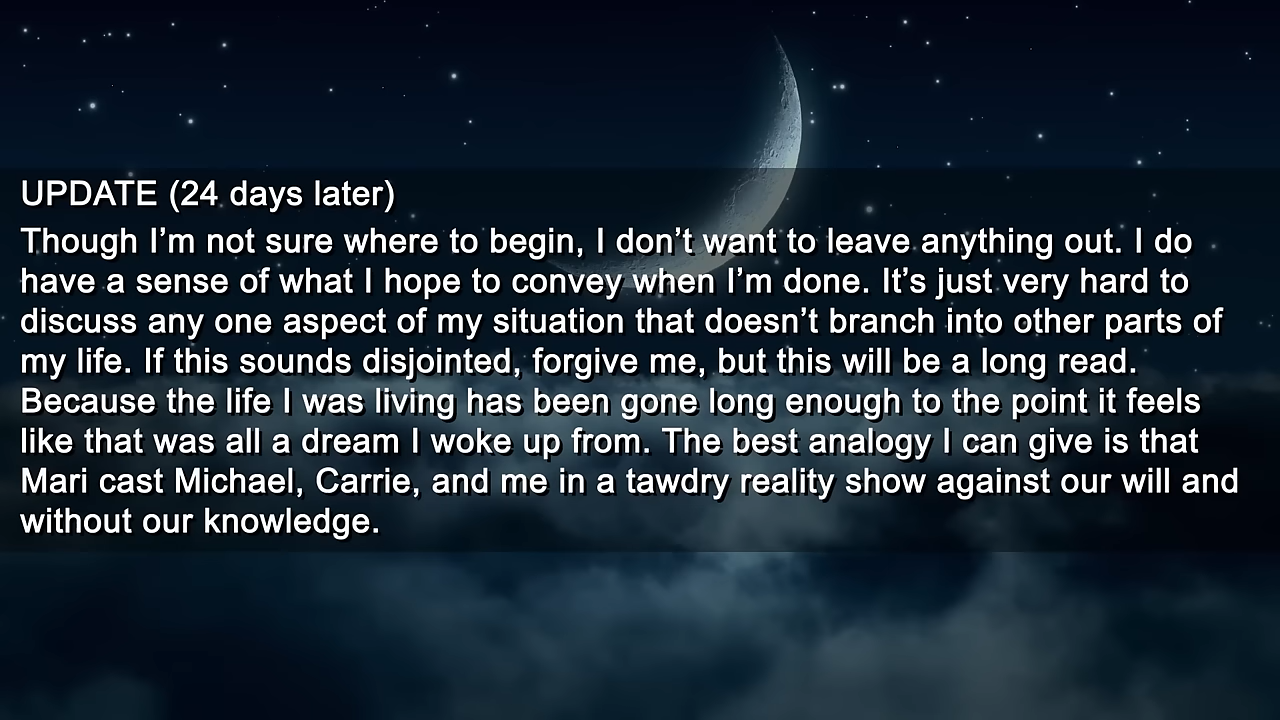 UPDATE (24 days later)
Though I’m not sure where to begin, I don’t want to leave anything out. I do
have a sense of what I hope to convey when I’m done. It’s just very hard to
discuss any one aspect of my situation that doesn’t branch into other parts of
my life. If this sounds disjointed, forgive me, but this will be a long read.
Because the life I was living has been gone long enough to the point it feels
like that was all a dream I woke up from. The best analogy I can give is that
Mari cast Michael, Carrie, and me in a tawdry reality show against our will and
without our knowledge.